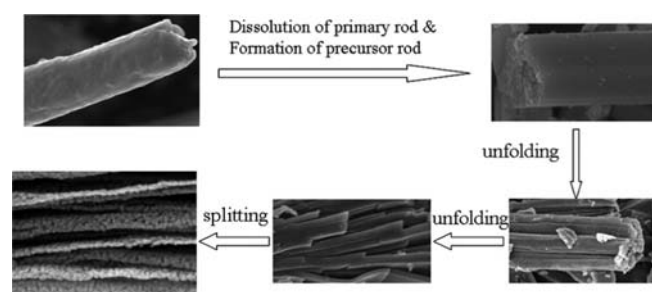 Dissolution of primary rod &
Formation of precursor rod
unfolding
unfolding
splitting